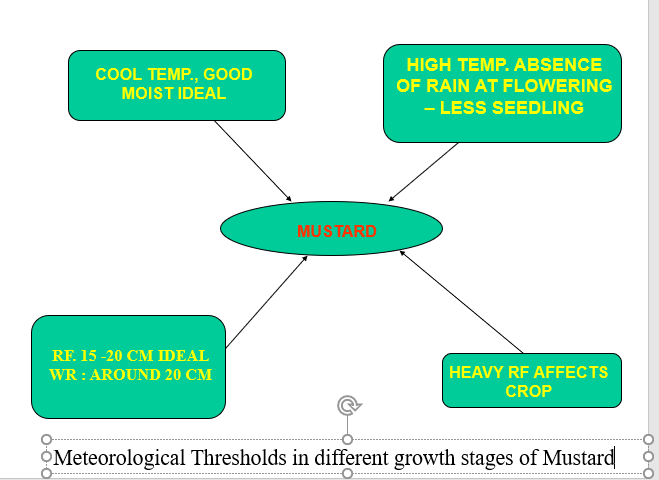 COOL TEMP., GOOD
MOIST IDEAL
HIGH TEMP. ABSENCE
OF RAIN AT FLOWERING
– LESS SEEDLING
MUSTARD
RF. 15 -20 CM IDEAL
WR : AROUND 20 CM
HEAVY RF AFFECTS
CROP
Meteorological Thresholds in different growth stages of Mustard